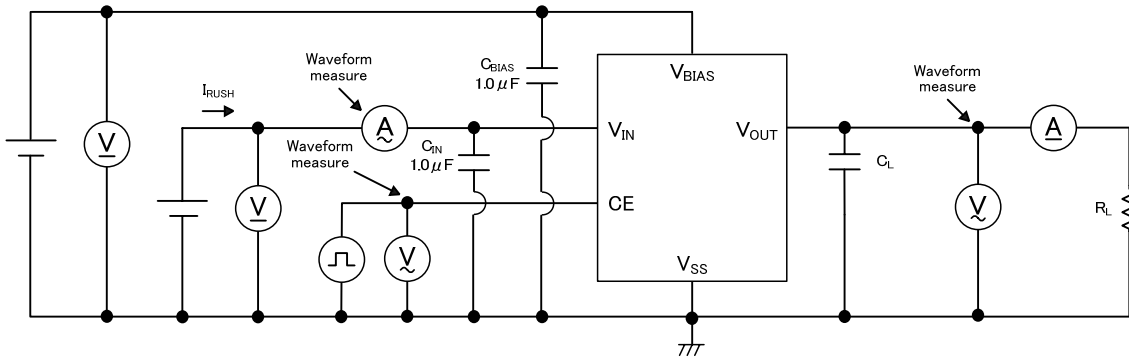 V
I_RUSH
V
Waveform
measure
A
Waveform
measure
V
C_BIAS
1.0μF
C_IN
1.0μF
V_BIAS
V_IN
V_OUT
CE
V_SS
C_L
Waveform
measure
V
A
R_L